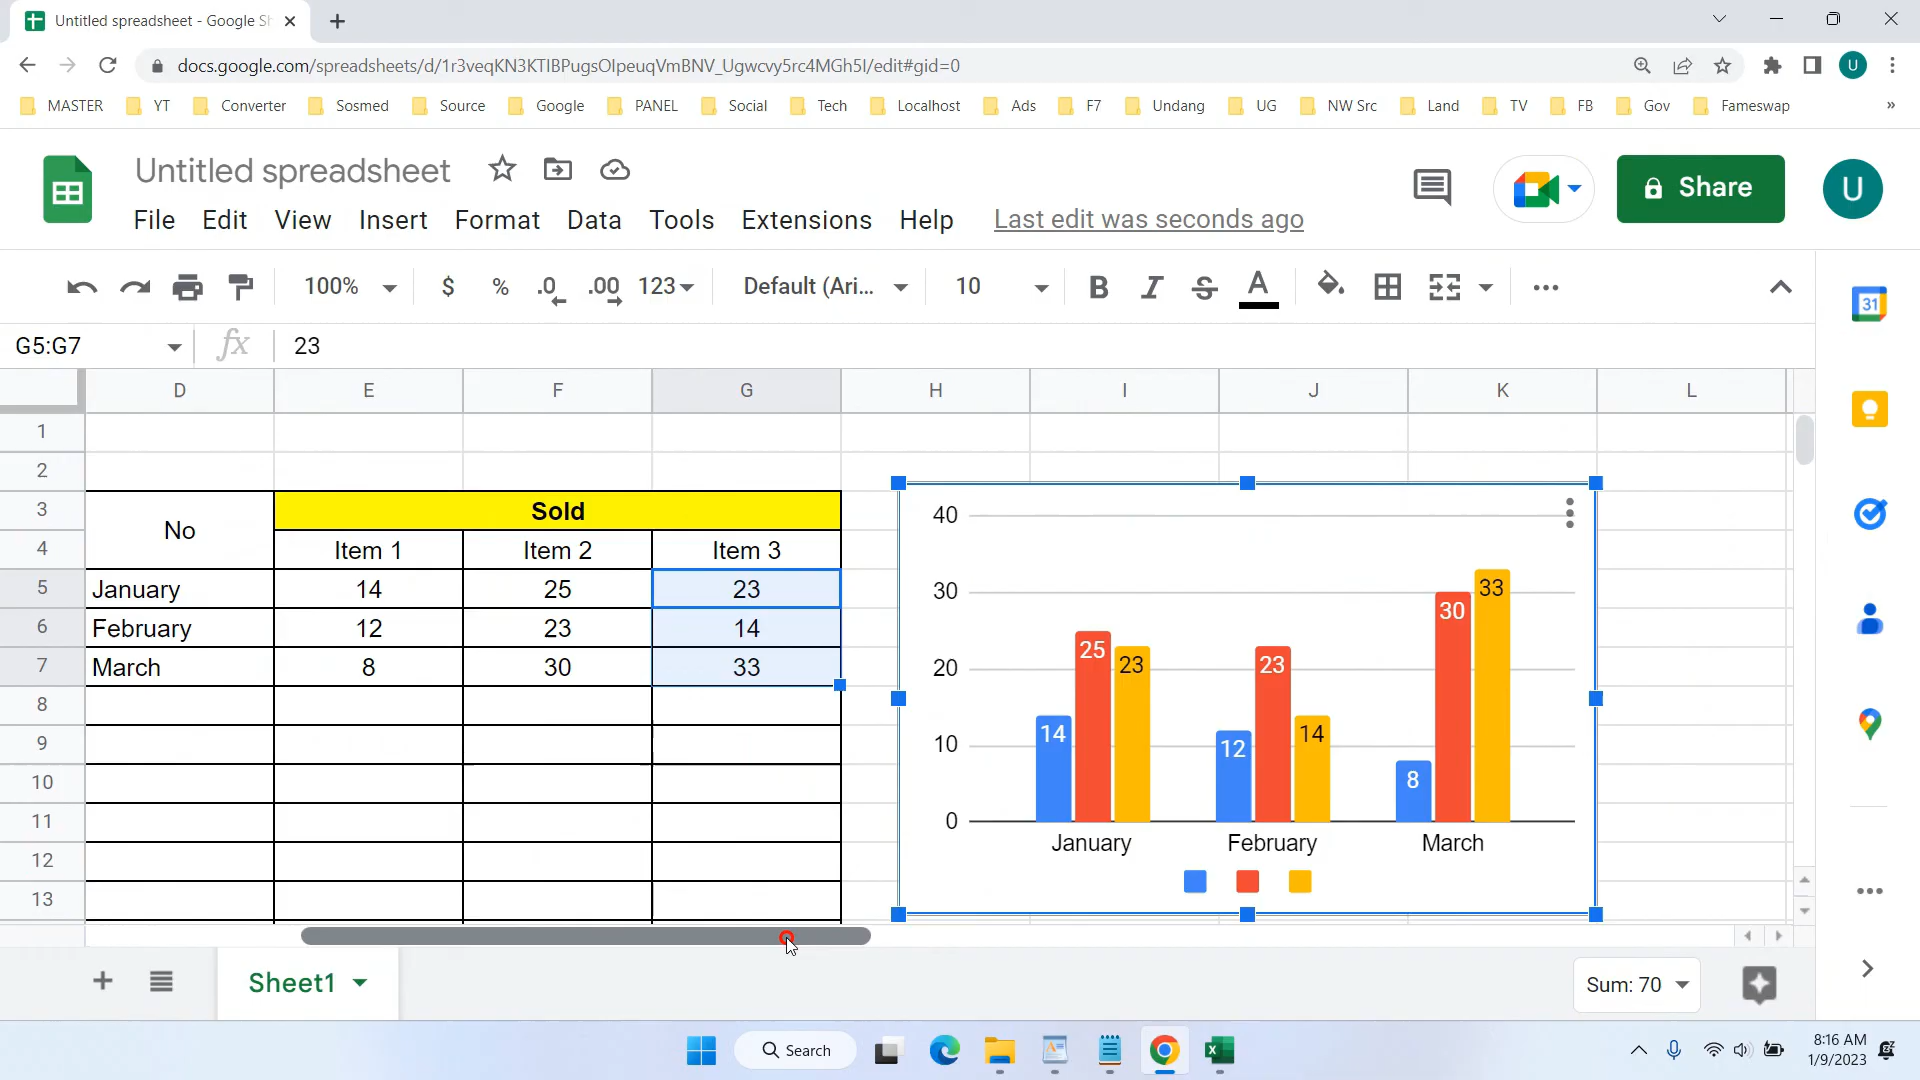 Untitled spreadsheet - Google Sh
docs.google.com/spreadsheets/d/1r3veqKN3KTIBPugsOIpeuqVmBNV_Ugwcvy5rc4MGh5I/edit#gid=0
U
MASTER YT Converter Sosmed Source Google PANEL Social Tech Localhost Ads F7 Undang UG NW Src Land TV FB Gov Fameswap »
Untitled spreadsheet
Share
U
File Edit View Insert Format Data Tools Extensions Help Last edit was seconds ago
100% $ % .0 .00 123 Default (Ari... 10 B I S A
31
G5:G7 fx 23
D E F G H I J K L
1
2
3 No Sold
4 Item 1 Item 2 Item 3
5 January 14 25 23
6 February 12 23 14
7 March 8 30 33
8
9
10
11
12
13
40
30
20
10
0
14 25 23
12 23 14
8 30 33
January February March
Sheet1
Sum: 70
Search
8:16 AM
1/9/2023